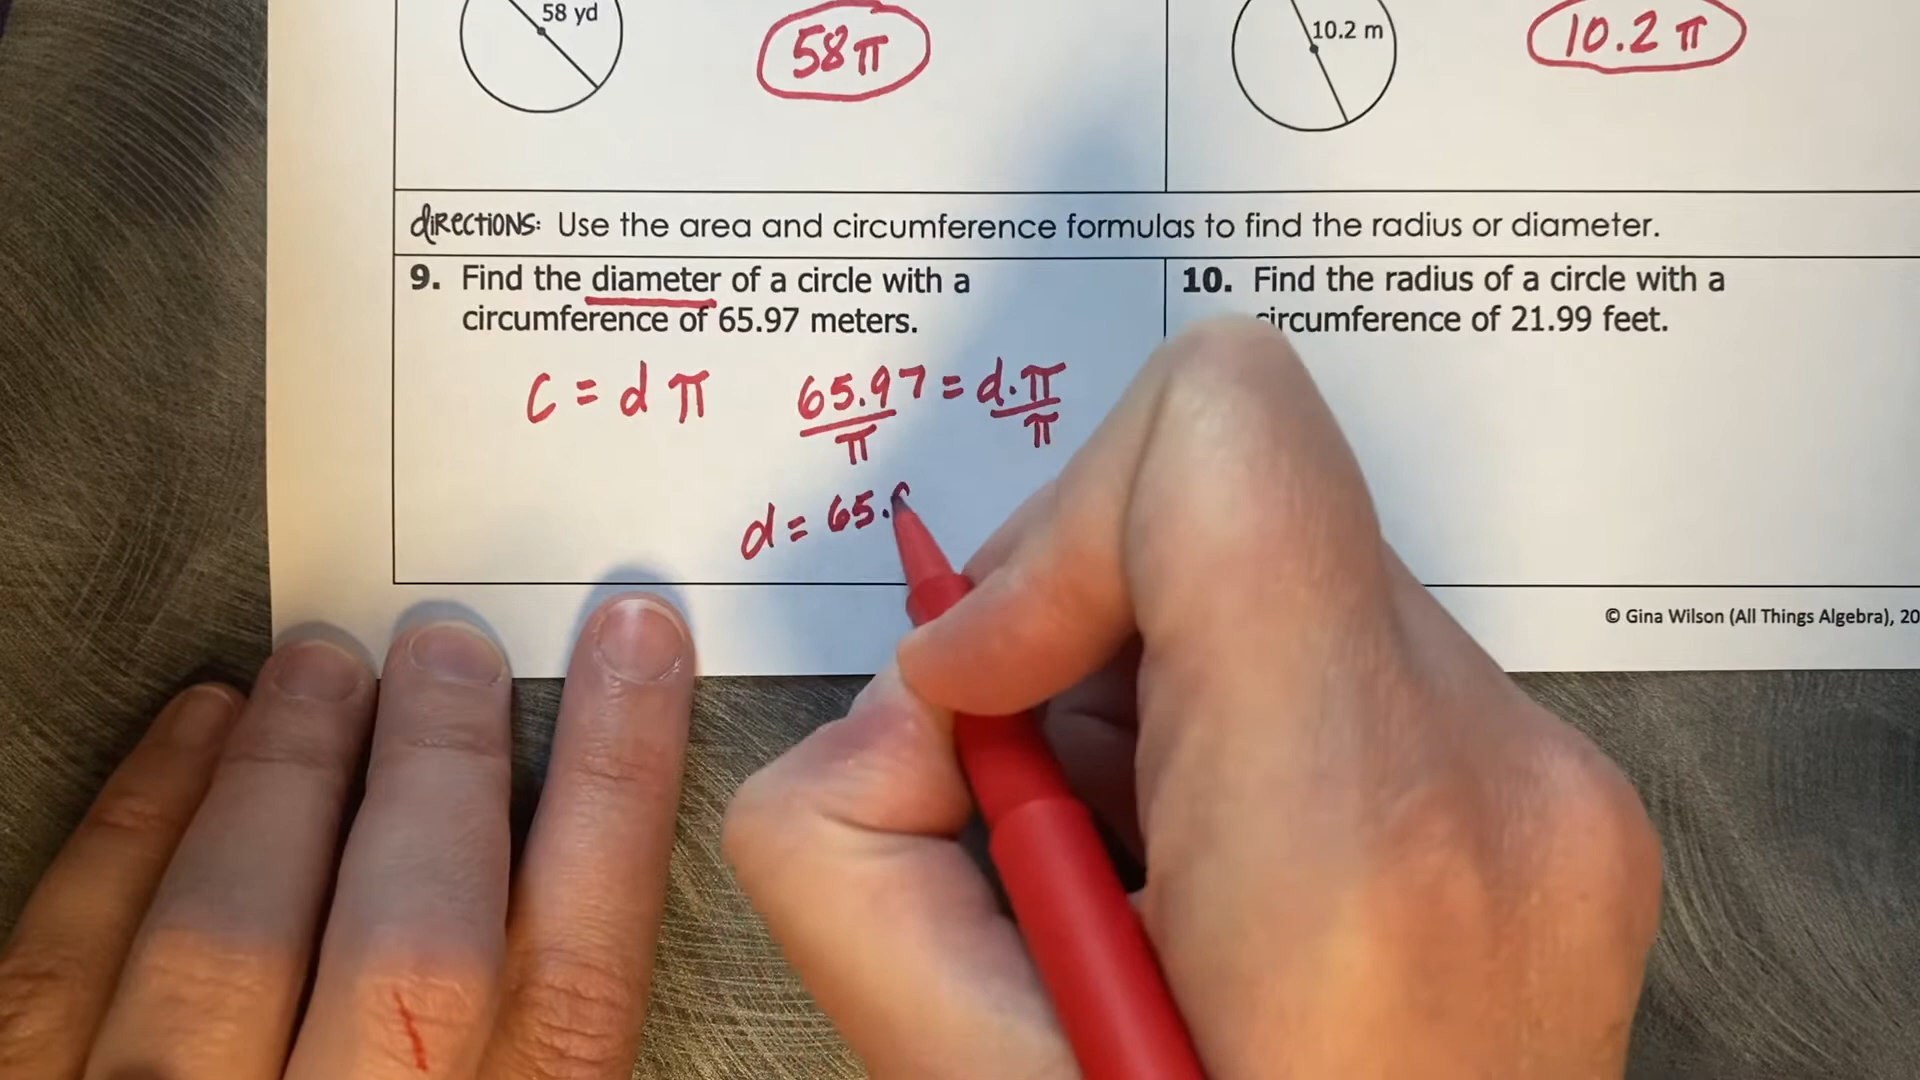 58 yd
58π
10.2 m
10.2 π
DIRECTIONS: Use the area and circumference formulas to find the radius or diameter.
9. Find the diameter of a circle with a
circumference of 65.97 meters.
C = d π
65.97 = d·π
π π
d = 65.
10. Find the radius of a circle with a
circumference of 21.99 feet.
© Gina Wilson (All Things Algebra), 20